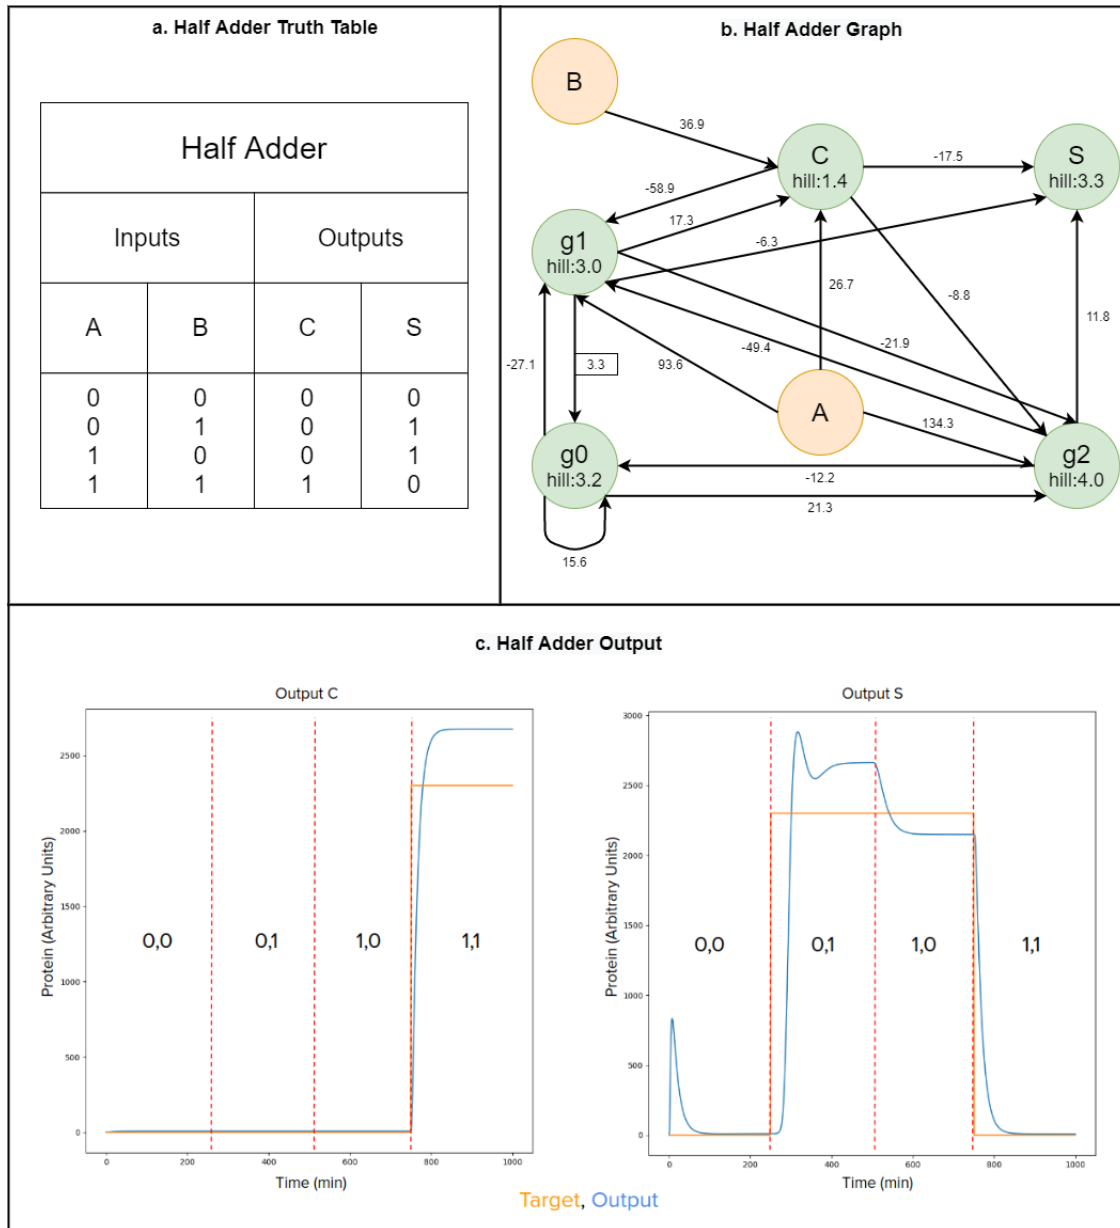 a. Half Adder Truth Table
Half Adder
Inputs Outputs
A B C S
0 0 0 0
0 1 0 1
1 0 0 1
1 1 1 0
b. Half Adder Graph
B
36.9
C
hill:1.4
-17.5
S
hill:3.3
-58.9
17.3
g1
hill:3.0
-6.3
26.7
-8.8
11.8
-27.1
3.3
93.6
-49.4
-21.9
A
134.3
g0
hill:3.2
-12.2
g2
hill:4.0
21.3
15.6
c. Half Adder Output
Output C
Protein (Arbitrary Units)
2500
2000
1500
1000
500
0
0,0 0,1 1,0 1,1
0 200 400 600 800 1000
Time (min)
Output S
Protein (Arbitrary Units)
3000
2500
2000
1500
1000
500
0
0,0 0,1 1,0 1,1
0 200 400 600 800 1000
Time (min)
Target, Output